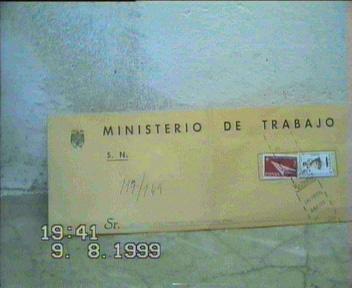 MINISTERIO DE TRABAJO
S. N.
Sr.
19:41
9. 8.1999